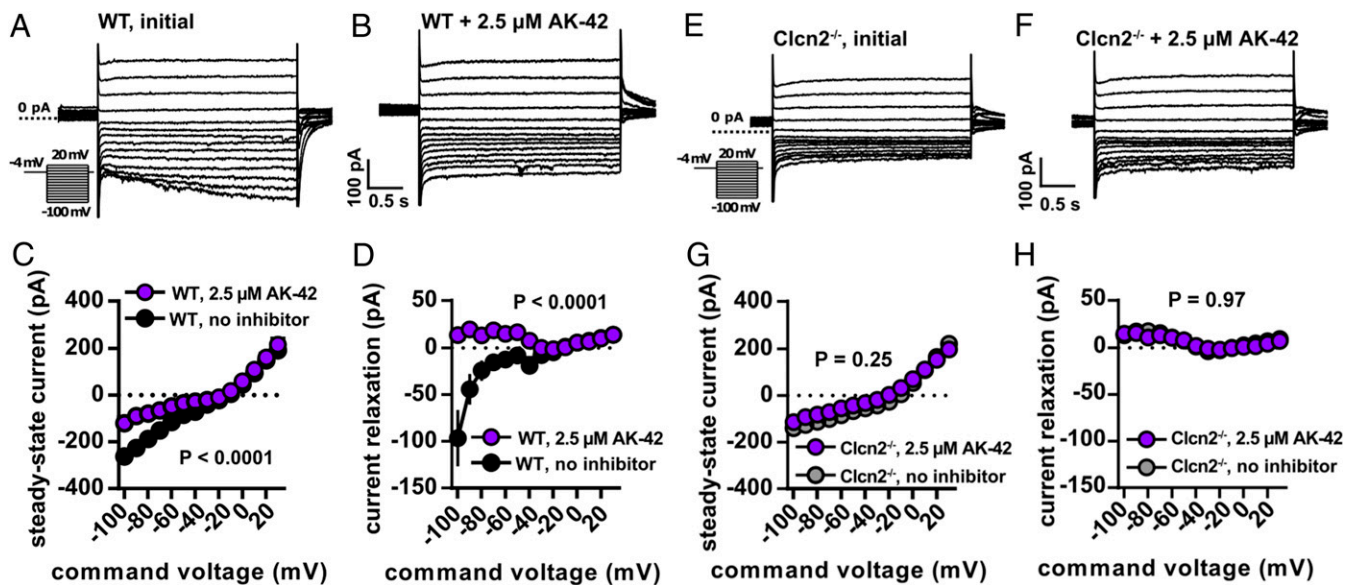 A
WT, initial
0 pA
-4 mV
20 mV
-100 mV
B
WT + 2.5 µM AK-42
100 pA
0.5 s
E
Clcn2-/-, initial
0 pA
-4 mV
20 mV
-100 mV
F
Clcn2-/- + 2.5 µM AK-42
100 pA
0.5 s
C
steady-state current (pA)
400
200
0
-200
-400
WT, 2.5 µM AK-42
WT, no inhibitor
P < 0.0001
-100
-80
-60
-40
-20
0
20
command voltage (mV)
D
current relaxation (pA)
50
0
-50
-100
-150
P < 0.0001
WT, 2.5 µM AK-42
WT, no inhibitor
-100
-80
-60
-40
-20
0
20
command voltage (mV)
G
steady-state current (pA)
400
200
0
-200
-400
P = 0.25
Clcn2-/-, 2.5 µM AK-42
Clcn2-/-, no inhibitor
-100
-80
-60
-40
-20
0
20
command voltage (mV)
H
current relaxation (pA)
50
0
-50
-100
-150
P = 0.97
Clcn2-/-, 2.5 µM AK-42
Clcn2-/-, no inhibitor
-100
-80
-60
-40
-20
0
20
command voltage (mV)